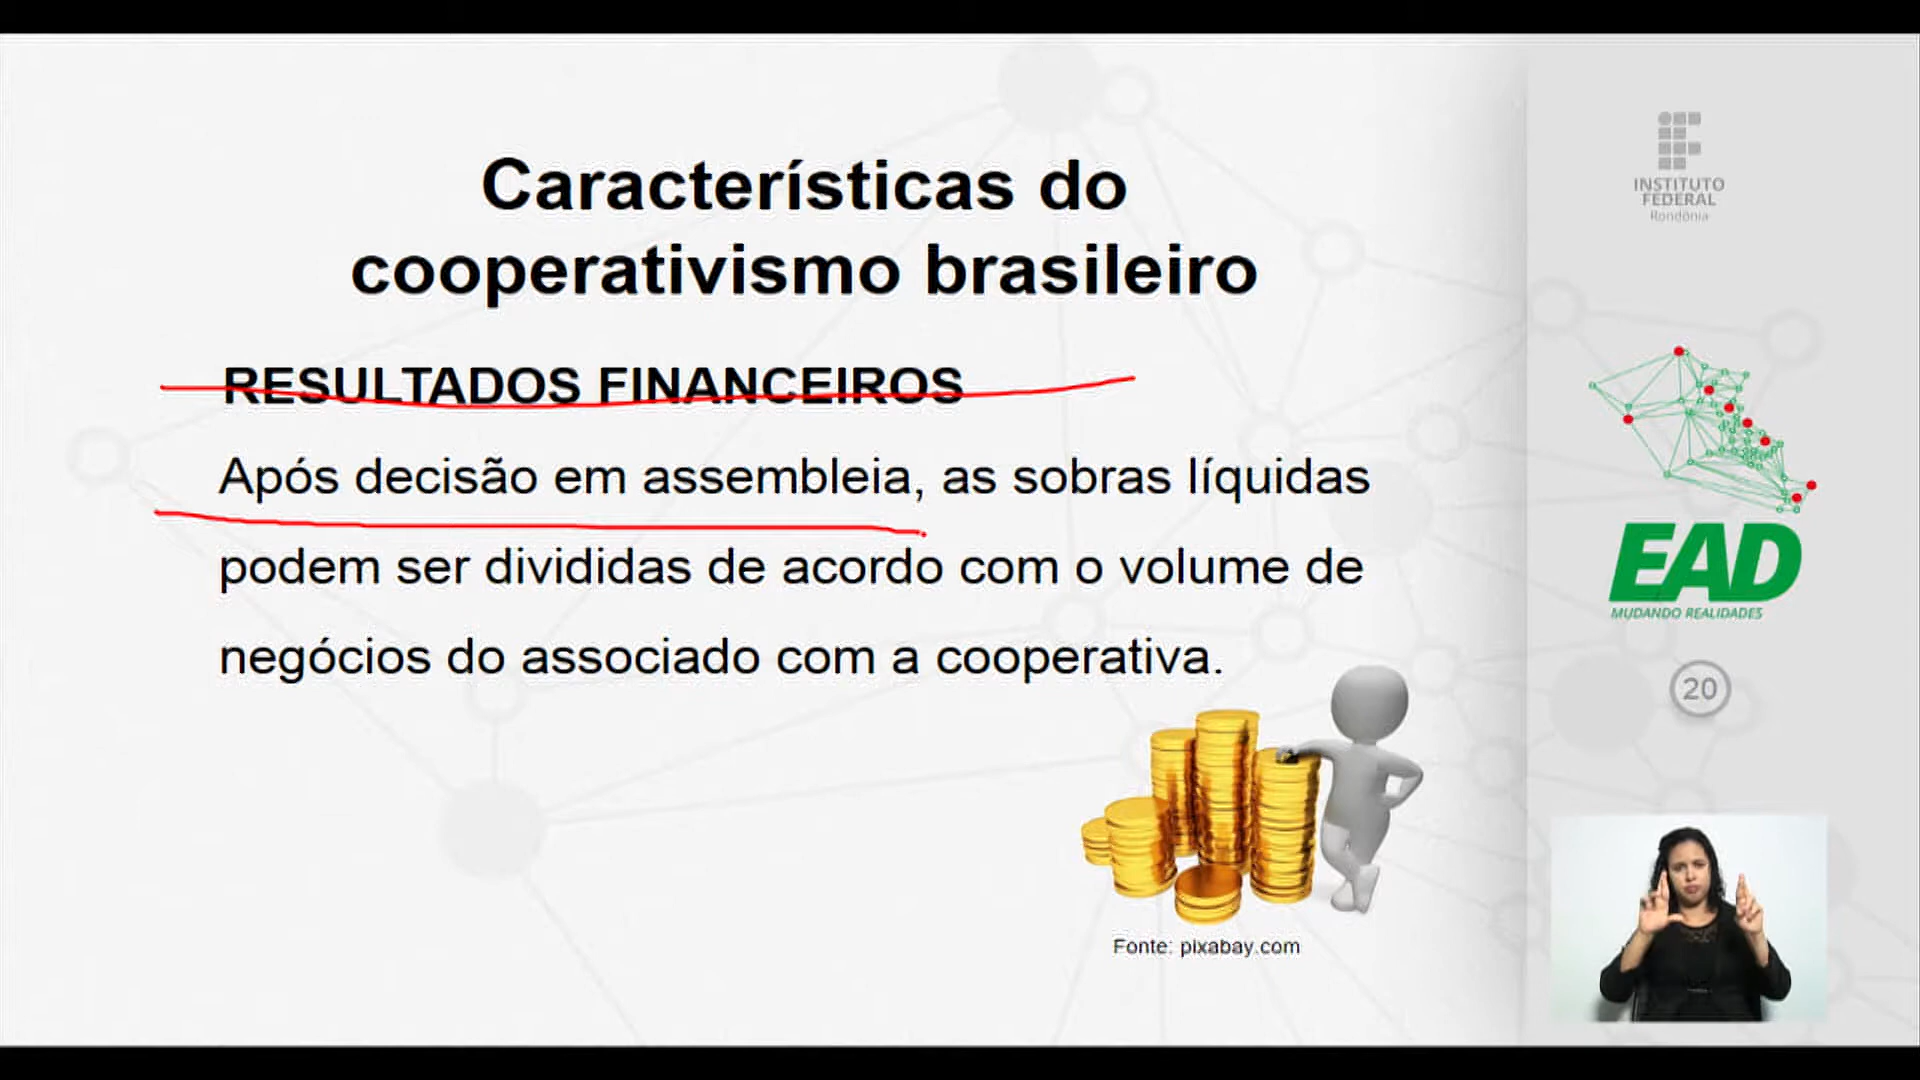 Características do
cooperativismo brasileiro
RESULTADOS FINANCEIROS
Após decisão em assembleia, as sobras líquidas
podem ser divididas de acordo com o volume de
negócios do associado com a cooperativa.
Fonte: pixabay.com
INSTITUTO
FEDERAL
Rondônia
EAD
MUDANDO REALIDADES
20